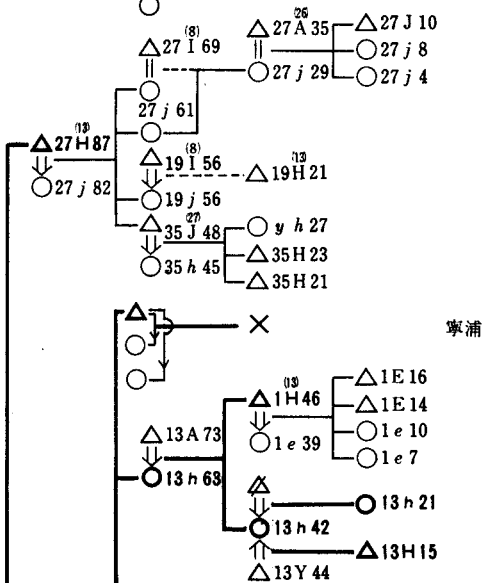 (8)
27 I 69
(26)
27 A 35
27 J 10
27 j 8
27 j 29
27 j 4
27 j 61
(13)
27 H 87
27 j 82
(8)
19 I 56
(13)
19 H 21
19 j 56
(27)
35 J 48
y h 27
35 H 23
35 h 45
35 H 21
寧浦
(13)
1 H 46
1 E 16
1 E 14
13 A 73
1 e 39
1 e 10
13 h 63
1 e 7
13 h 21
13 h 42
13 H 15
13 Y 44